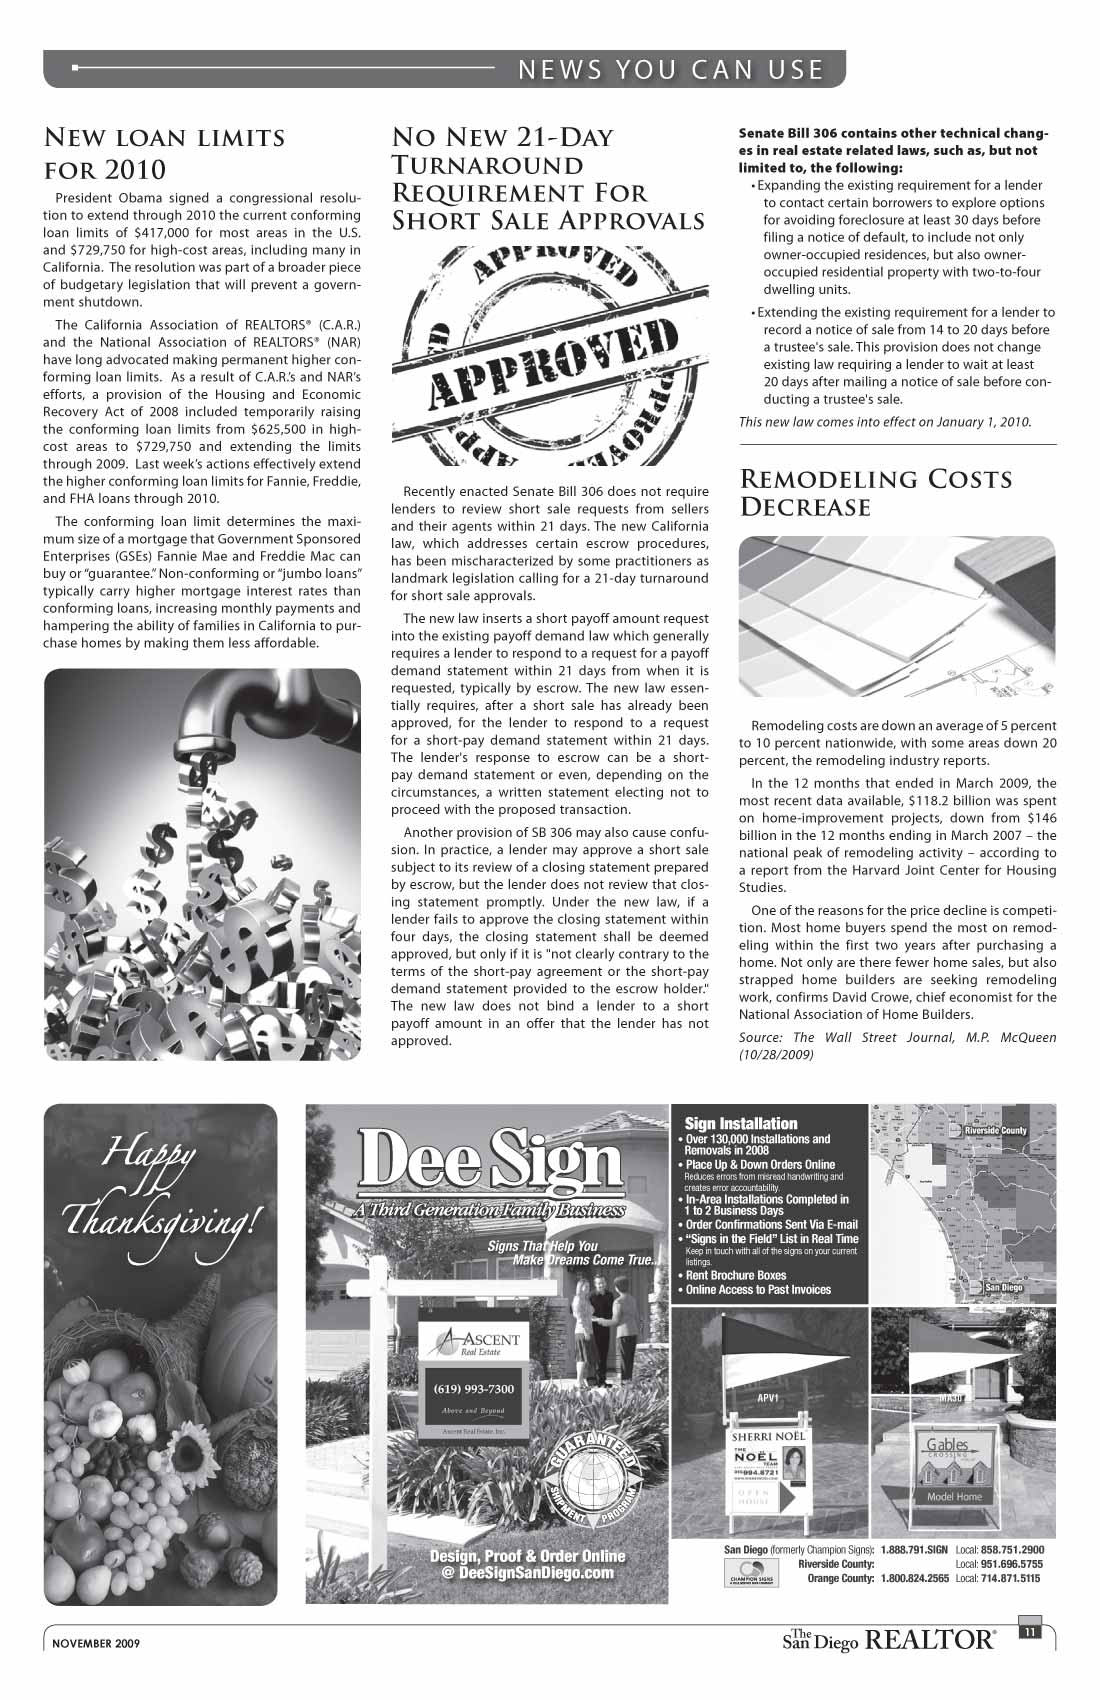 NEWS YOU CAN USE
New loan limits
for 2010
President Obama signed a congressional resolu-
tion to extend through 2010 the current conforming
loan limits of $417,000 for most areas in the U.S.
and $729,750 for high-cost areas, including many in
California. The resolution was part of a broader piece
of budgetary legislation that will prevent a govern-
ment shutdown.
The California Association of REALTORS® (C.A.R.)
and the National Association of REALTORS® (NAR)
have long advocated making permanent higher con-
forming loan limits. As a result of C.A.R.'s and NAR's
efforts, a provision of the Housing and Economic
Recovery Act of 2008 included temporarily raising
the conforming loan limits from $625,500 in high-
cost areas to $729,750 and extending the limits
through 2009. Last week's actions effectively extend
the higher conforming loan limits for Fannie, Freddie,
and FHA loans through 2010.
The conforming loan limit determines the maxi-
mum size of a mortgage that Government Sponsored
Enterprises (GSEs) Fannie Mae and Freddie Mac can
buy or “guarantee.” Non-conforming or “jumbo loans”
typically carry higher mortgage interest rates than
conforming loans, increasing monthly payments and
hampering the ability of families in California to pur-
chase homes by making them less affordable.
No New 21-Day
Turnaround
Requirement For
Short Sale Approvals
APPROVED
APPROVED
APPROVED
Recently enacted Senate Bill 306 does not require
lenders to review short sale requests from sellers
and their agents within 21 days. The new California
law, which addresses certain escrow procedures,
has been mischaracterized by some practitioners as
landmark legislation calling for a 21-day turnaround
for short sale approvals.
The new law inserts a short payoff amount request
into the existing payoff demand law which generally
requires a lender to respond to a request for a payoff
demand statement within 21 days from when it is
requested, typically by escrow. The new law essen-
tially requires, after a short sale has already been
approved, for the lender to respond to a request
for a short-pay demand statement within 21 days.
The lender's response to escrow can be a short-
pay demand statement or even, depending on the
circumstances, a written statement electing not to
proceed with the proposed transaction.
Another provision of SB 306 may also cause confu-
sion. In practice, a lender may approve a short sale
subject to its review of a closing statement prepared
by escrow, but the lender does not review that clos-
ing statement promptly. Under the new law, if a
lender fails to approve the closing statement within
four days, the closing statement shall be deemed
approved, but only if it is "not clearly contrary to the
terms of the short-pay agreement or the short-pay
demand statement provided to the escrow holder."
The new law does not bind a lender to a short
payoff amount in an offer that the lender has not
approved.
Senate Bill 306 contains other technical chang-
es in real estate related laws, such as, but not
limited to, the following:
• Expanding the existing requirement for a lender
to contact certain borrowers to explore options
for avoiding foreclosure at least 30 days before
filing a notice of default, to include not only
owner-occupied residences, but also owner-
occupied residential property with two-to-four
dwelling units.
• Extending the existing requirement for a lender to
record a notice of sale from 14 to 20 days before
a trustee's sale. This provision does not change
existing law requiring a lender to wait at least
20 days after mailing a notice of sale before con-
ducting a trustee's sale.
This new law comes into effect on January 1, 2010.
Remodeling Costs
Decrease
Remodeling costs are down an average of 5 percent
to 10 percent nationwide, with some areas down 20
percent, the remodeling industry reports.
In the 12 months that ended in March 2009, the
most recent data available, $118.2 billion was spent
on home-improvement projects, down from $146
billion in the 12 months ending in March 2007 – the
national peak of remodeling activity – according to
a report from the Harvard Joint Center for Housing
Studies.
One of the reasons for the price decline is competi-
tion. Most home buyers spend the most on remod-
eling within the first two years after purchasing a
home. Not only are there fewer home sales, but also
strapped home builders are seeking remodeling
work, confirms David Crowe, chief economist for the
National Association of Home Builders.
Source: The Wall Street Journal, M.P. McQueen
(10/28/2009)
Happy
Thanksgiving!
Dee Sign
A Third Generation Family Business
Signs That Help You
Make Dreams Come True...
ASCENT
Real Estate
(619) 993-7300
Above and Beyond
Ascent Real Estate, Inc.
GUARANTEED
SHIPMENT PROGRAM
Design, Proof & Order Online
@ DeeSignSanDiego.com
Sign Installation
• Over 130,000 Installations and
Removals in 2008
• Place Up & Down Orders Online
Reduces errors from misread handwriting and
creates error accountability.
• In-Area Installations Completed in
1 to 2 Business Days
• Order Confirmations Sent Via E-mail
• “Signs in the Field” List in Real Time
Keep in touch with all of the signs on your current
listings.
• Rent Brochure Boxes
• Online Access to Past Invoices
Riverside County
San Diego
APV1
SHERRI NOËL
THE
NOËL
TEAM
994.8721
OPEN
HOUSE
MA30
Gables
CROSSING
Model Home
San Diego (formerly Champion Signs): 1.888.791.SIGN Local: 858.751.2900
Riverside County: Local: 951.696.5755
Orange County: 1.800.824.2565 Local: 714.871.5115
CHAMPION SIGNS
NOVEMBER 2009
The San Diego REALTOR®
11